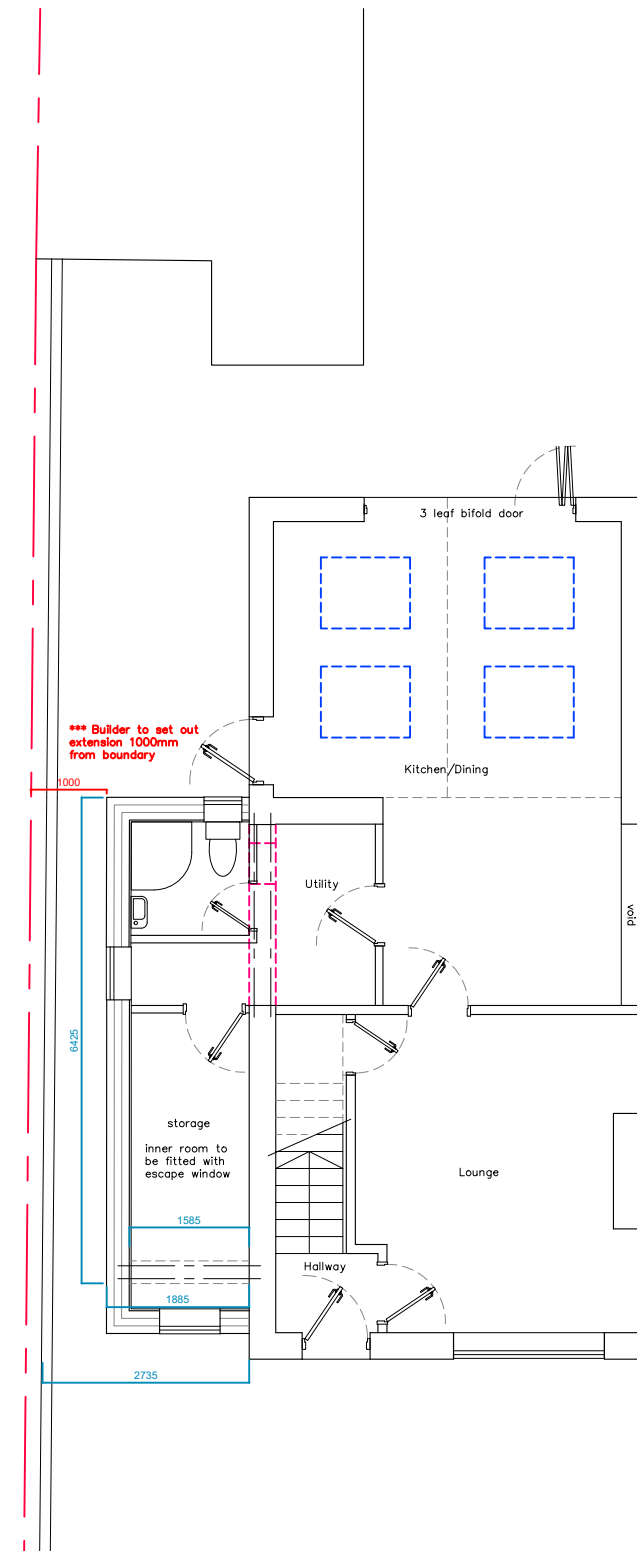 3 leaf bifold door
*** Builder to set out
extension 1000mm
from boundary
Kitchen/Dining
1000
Utility
void
6425
storage
inner room to
be fitted with
escape window
Lounge
1585
Hallway
1885
2735